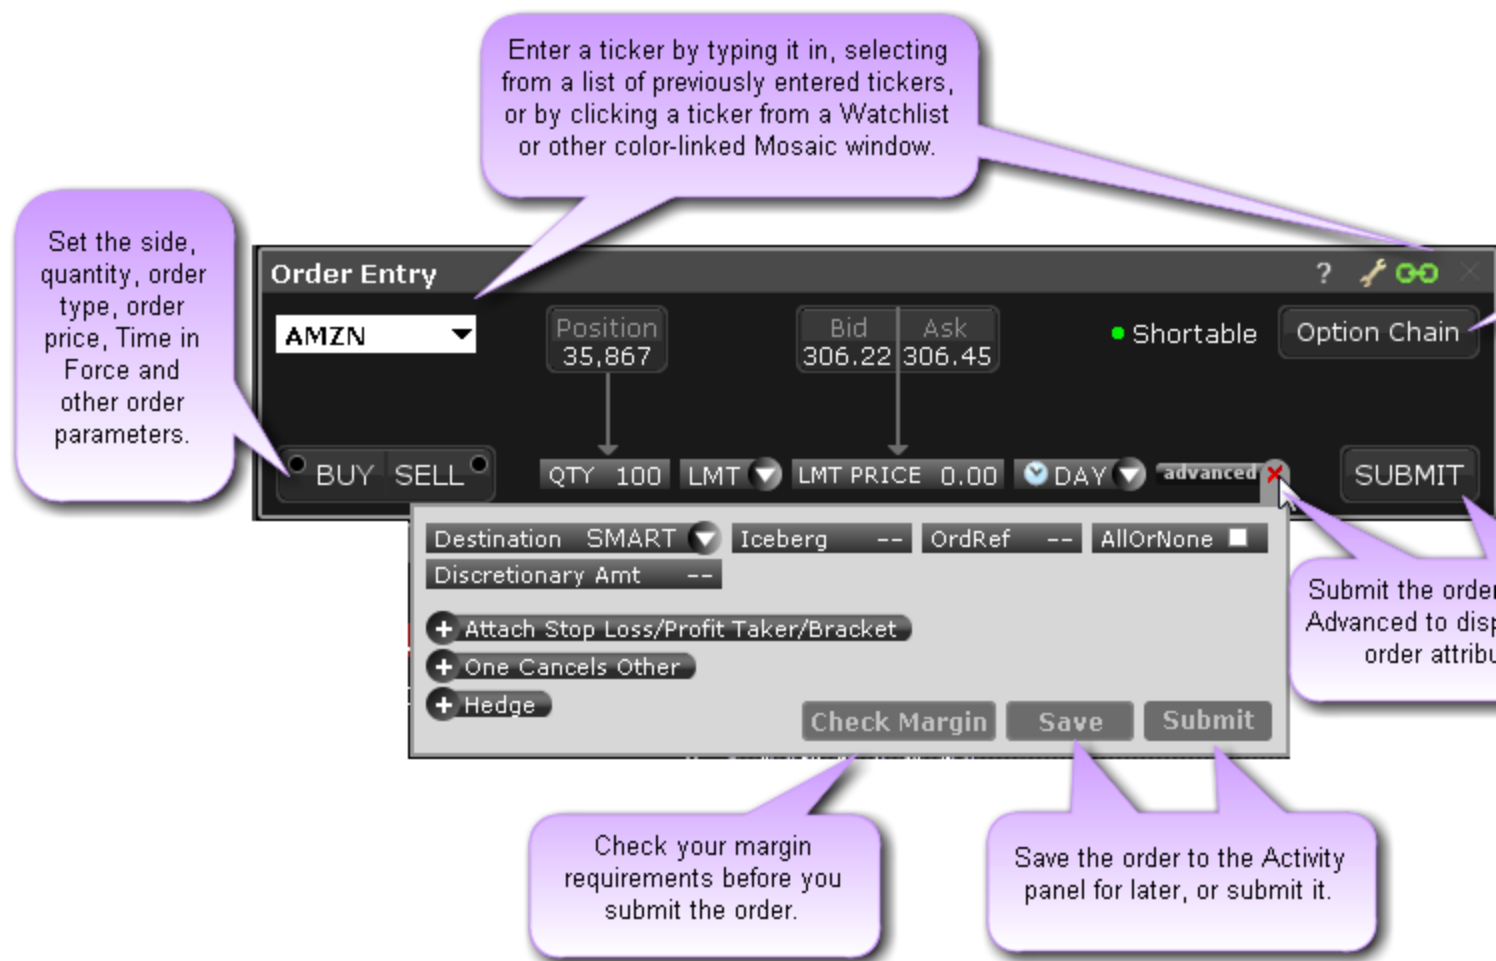 Enter a ticker by typing it in, selecting
from a list of previously entered tickers,
or by clicking a ticker from a Watchlist
or other color-linked Mosaic window.
Set the side,
quantity, order
type, order
price, Time in
Force and
other order
parameters.
Order Entry
?
AMZN
Position
35,867
Bid Ask
306.22 306.45
Shortable
Option Chain
BUY SELL
QTY 100
LMT
LMT PRICE 0.00
DAY
advanced
SUBMIT
Destination SMART
Iceberg --
OrdRef --
AllOrNone
Discretionary Amt --
+ Attach Stop Loss/Profit Taker/Bracket
+ One Cancels Other
+ Hedge
Check Margin
Save
Submit
Submit the order
Advanced to disp
order attribu
Check your margin
requirements before you
submit the order.
Save the order to the Activity
panel for later, or submit it.